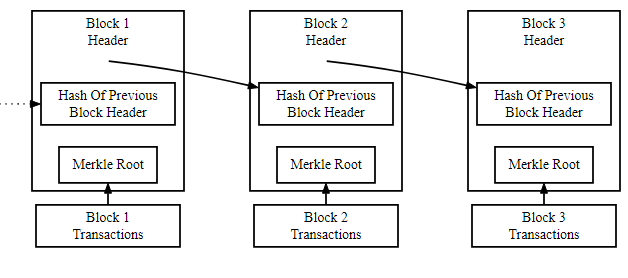 Block 1
Header
Hash Of Previous
Block Header
Merkle Root
Block 1
Transactions
Block 2
Header
Hash Of Previous
Block Header
Merkle Root
Block 2
Transactions
Block 3
Header
Hash Of Previous
Block Header
Merkle Root
Block 3
Transactions